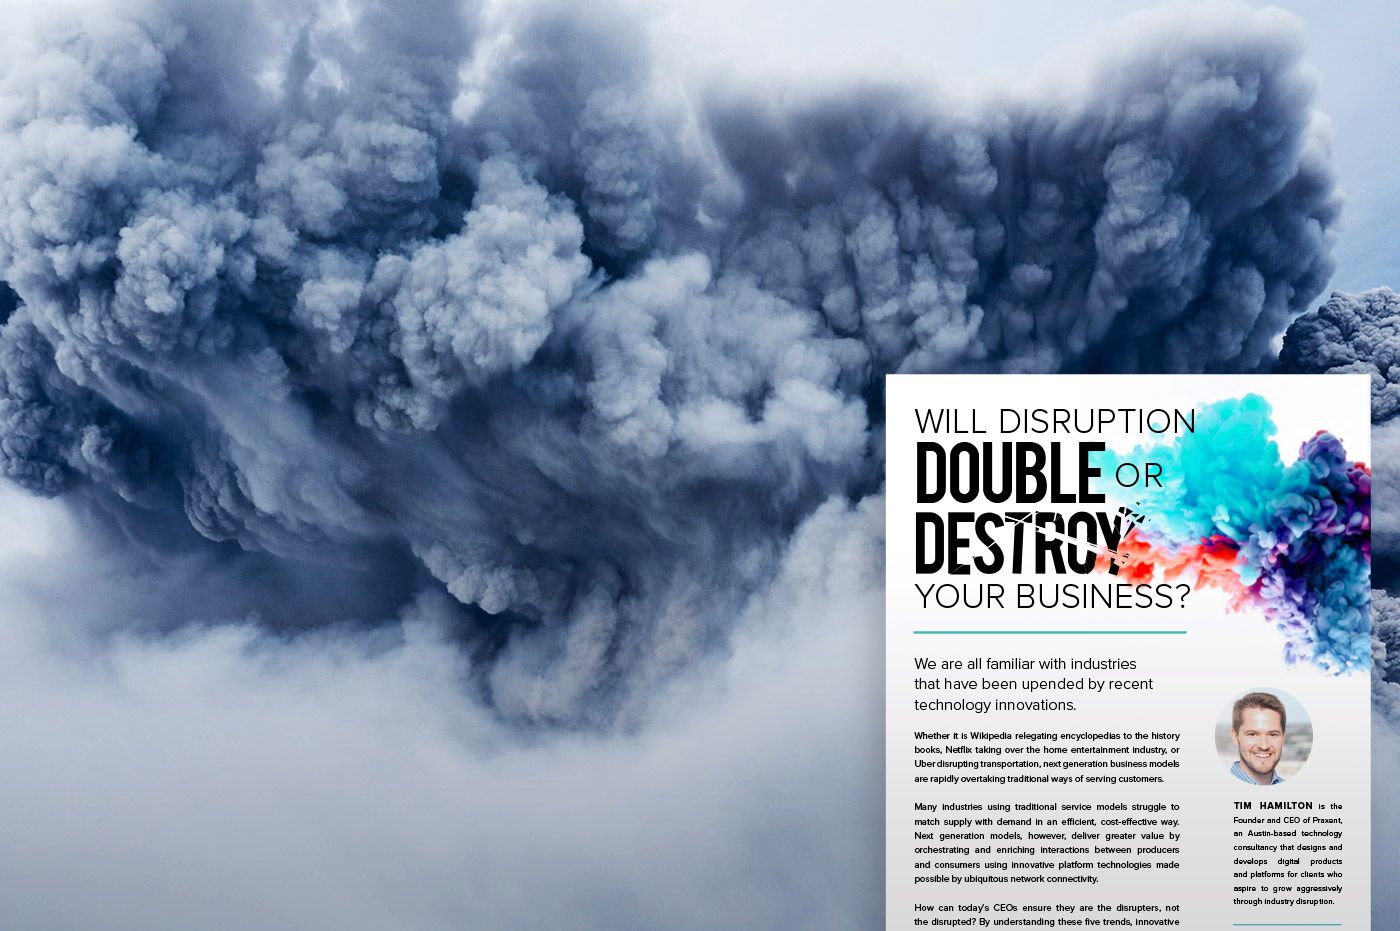 WILL DISRUPTION
DOUBLE OR
DESTROY
YOUR BUSINESS?
We are all familiar with industries
that have been upended by recent
technology innovations.
Whether it is Wikipedia relegating encyclopedias to the history
books, Netflix taking over the home entertainment industry, or
Uber disrupting transportation, next generation business models
are rapidly overtaking traditional ways of serving customers.
Many industries using traditional service models struggle to
match supply with demand in an efficient, cost-effective way.
Next generation models, however, deliver greater value by
orchestrating and enriching interactions between producers
and consumers using innovative platform technologies made
possible by ubiquitous network connectivity.
How can today's CEOs ensure they are the disrupters, not
the disrupted? By understanding these five trends, innovative
TIM HAMILTON is the
Founder and CEO of Praxent,
an Austin-based technology
consultancy that designs and
develops digital products
and platforms for clients who
aspire to grow aggressively
through industry disruption.